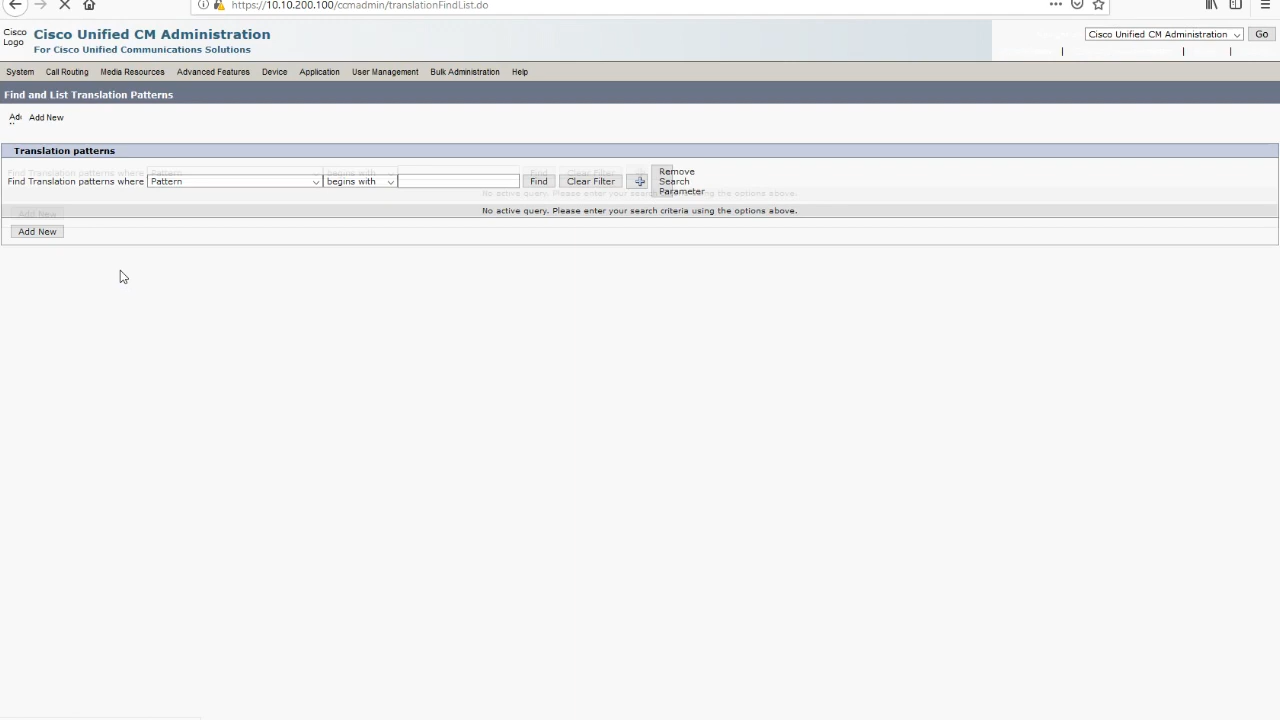 https://10.10.200.100/ccmadmin/translationFindList.do
Cisco Logo
Cisco Unified CM Administration
For Cisco Unified Communications Solutions
Cisco Unified CM Administration Go
System Call Routing Media Resources Advanced Features Device Application User Management Bulk Administration Help
Find and List Translation Patterns
Add New
Translation patterns
Find Translation patterns where Pattern begins with Find Clear Filter Remove Search Parameter
No active query. Please enter your search criteria using the options above.
Add New